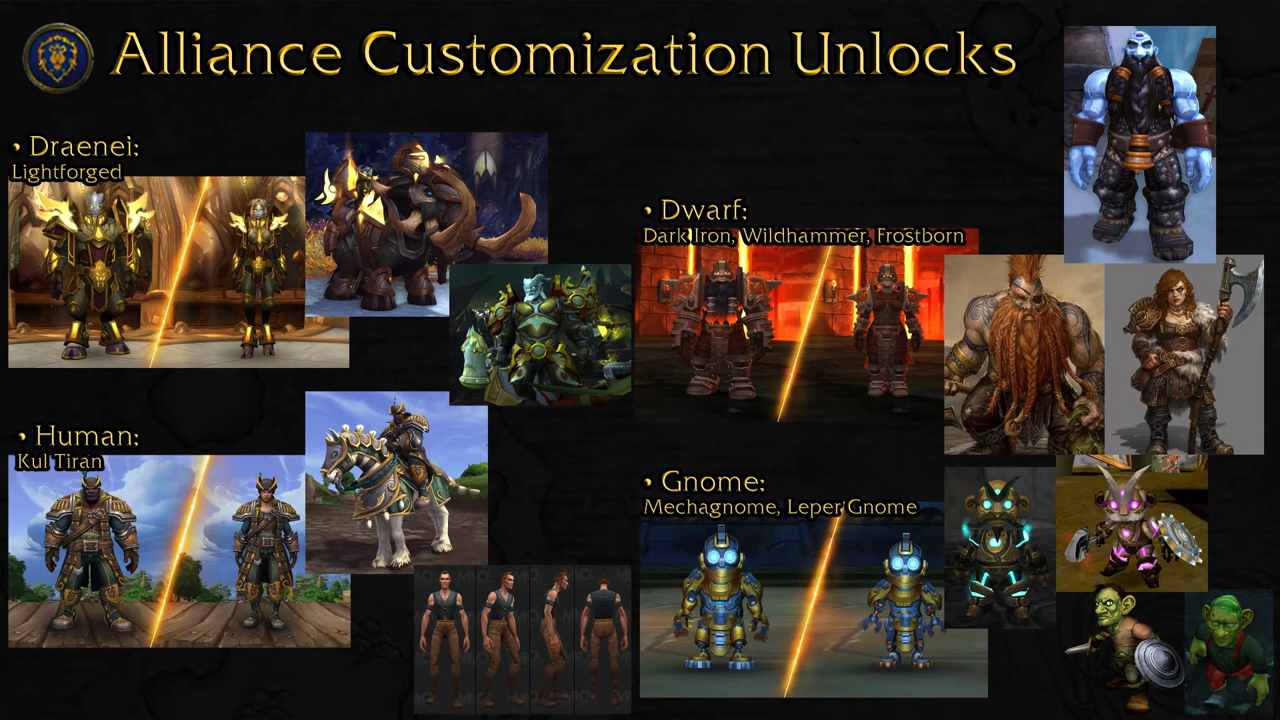 Alliance Customization Unlocks
• Draenei:
Lightforged
• Dwarf:
Dark Iron, Wildhammer, Frostborn
• Human:
Kul Tiran
• Gnome:
Mechagnome, Leper Gnome